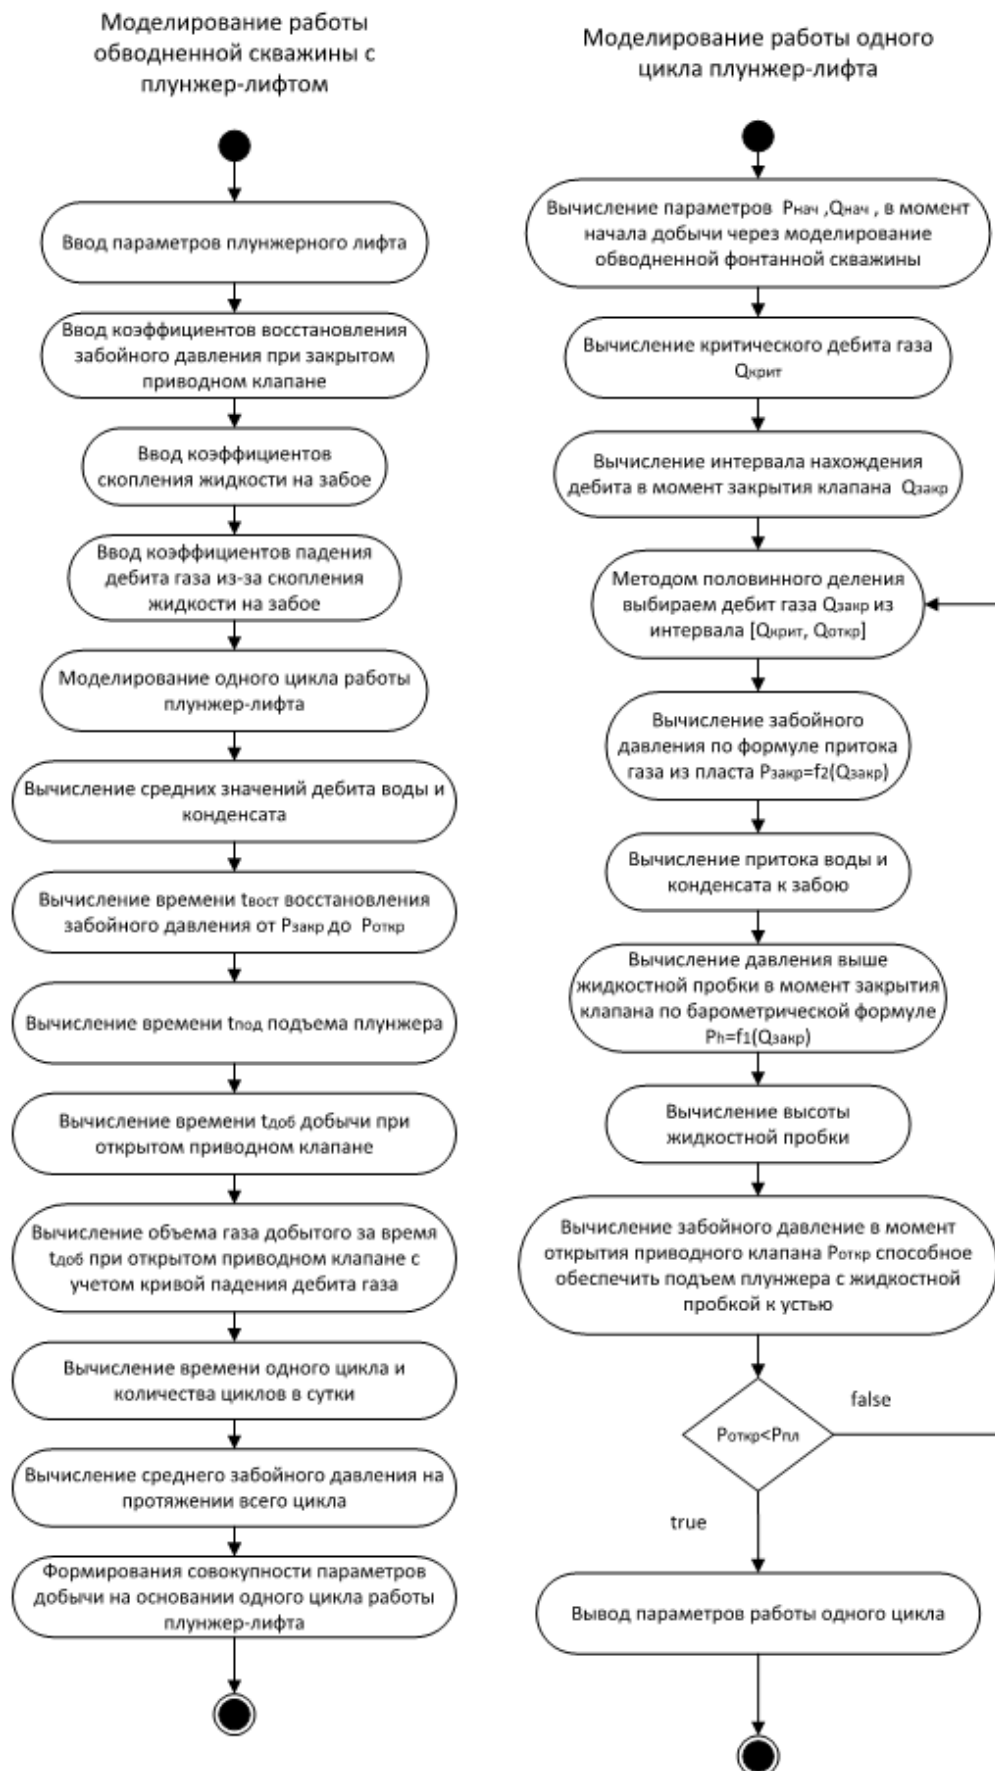 Моделирование работы
обводненной скважины с
плунжер-лифтом
Ввод параметров плунжерного лифта
Ввод коэффициентов восстановления
забойного давления при закрытом
приводном клапане
Ввод коэффициентов
скопления жидкости на забое
Ввод коэффициентов падения
дебита газа из-за скопления
жидкости на забое
Моделирование одного цикла работы
плунжер-лифта
Вычисление средних значений дебита воды и
конденсата
Вычисление времени tвост восстановления
забойного давления от Pзакр до Pоткр
Вычисление времени tпод подъема плунжера
Вычисление времени tдоб добычи при
открытом приводном клапане
Вычисление объема газа добытого за время
tдоб при открытом приводном клапане с
учетом кривой падения дебита газа
Вычисление времени одного цикла и
количества циклов в сутки
Вычисление среднего забойного давления на
протяжении всего цикла
Формирования совокупности параметров
добычи на основании одного цикла работы
плунжер-лифта
Моделирование работы одного
цикла плунжер-лифта
Вычисление параметров Pнач ,Qнач , в момент
начала добычи через моделирование
обводненной фонтанной скважины
Вычисление критического дебита газа
Qкрит
Вычисление интервала нахождения
дебита в момент закрытия клапана Qзакр
Методом половинного деления
выбираем дебит газа Qзакр из
интервала [Qкрит, Qоткр]
Вычисление забойного
давления по формуле притока
газа из пласта Pзакр=f2(Qзакр)
Вычисление притока воды и
конденсата к забою
Вычисление давления выше
жидкостной пробки в момент закрытия
клапана по барометрической формуле
Ph=f1(Qзакр)
Вычисление высоты
жидкостной пробки
Вычисление забойного давление в момент
открытия приводного клапана Pоткр способное
обеспечить подъем плунжера с жидкостной
пробкой к устью
Pоткр<Pпл
false
true
Вывод параметров работы одного цикла